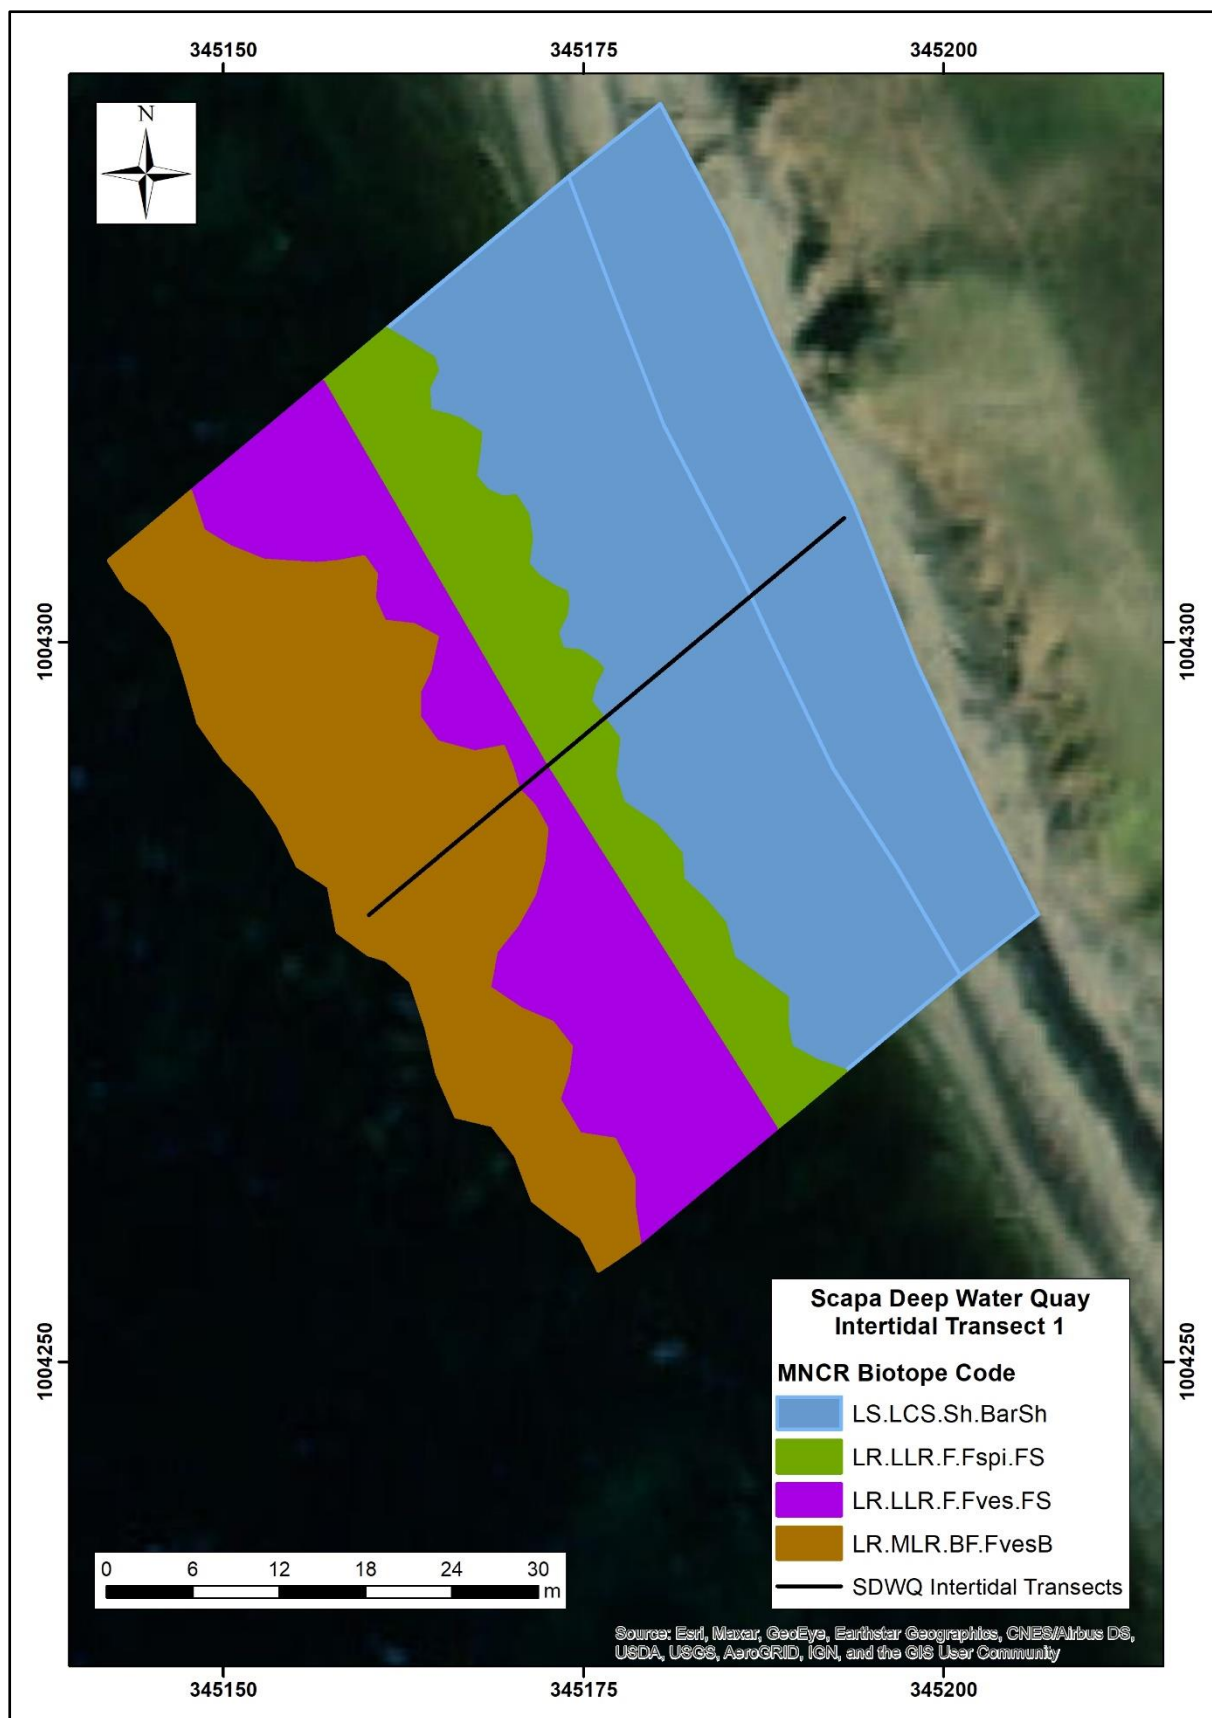 345150 345175 345200
N
1004300 1004300
1004250 1004250
Scapa Deep Water Quay
Intertidal Transect 1
MNCR Biotope Code
LS.LCS.Sh.BarSh
LR.LLR.F.Fspi.FS
LR.LLR.F.Fves.FS
LR.MLR.BF.FvesB
SDWQ Intertidal Transects
0 6 12 18 24 30
m
Source: Esri, Maxar, GeoEye, Earthstar Geographics, CNES/Airbus DS,
USDA, USGS, AeroGRID, IGN, and the GIS User Community
345150 345175 345200